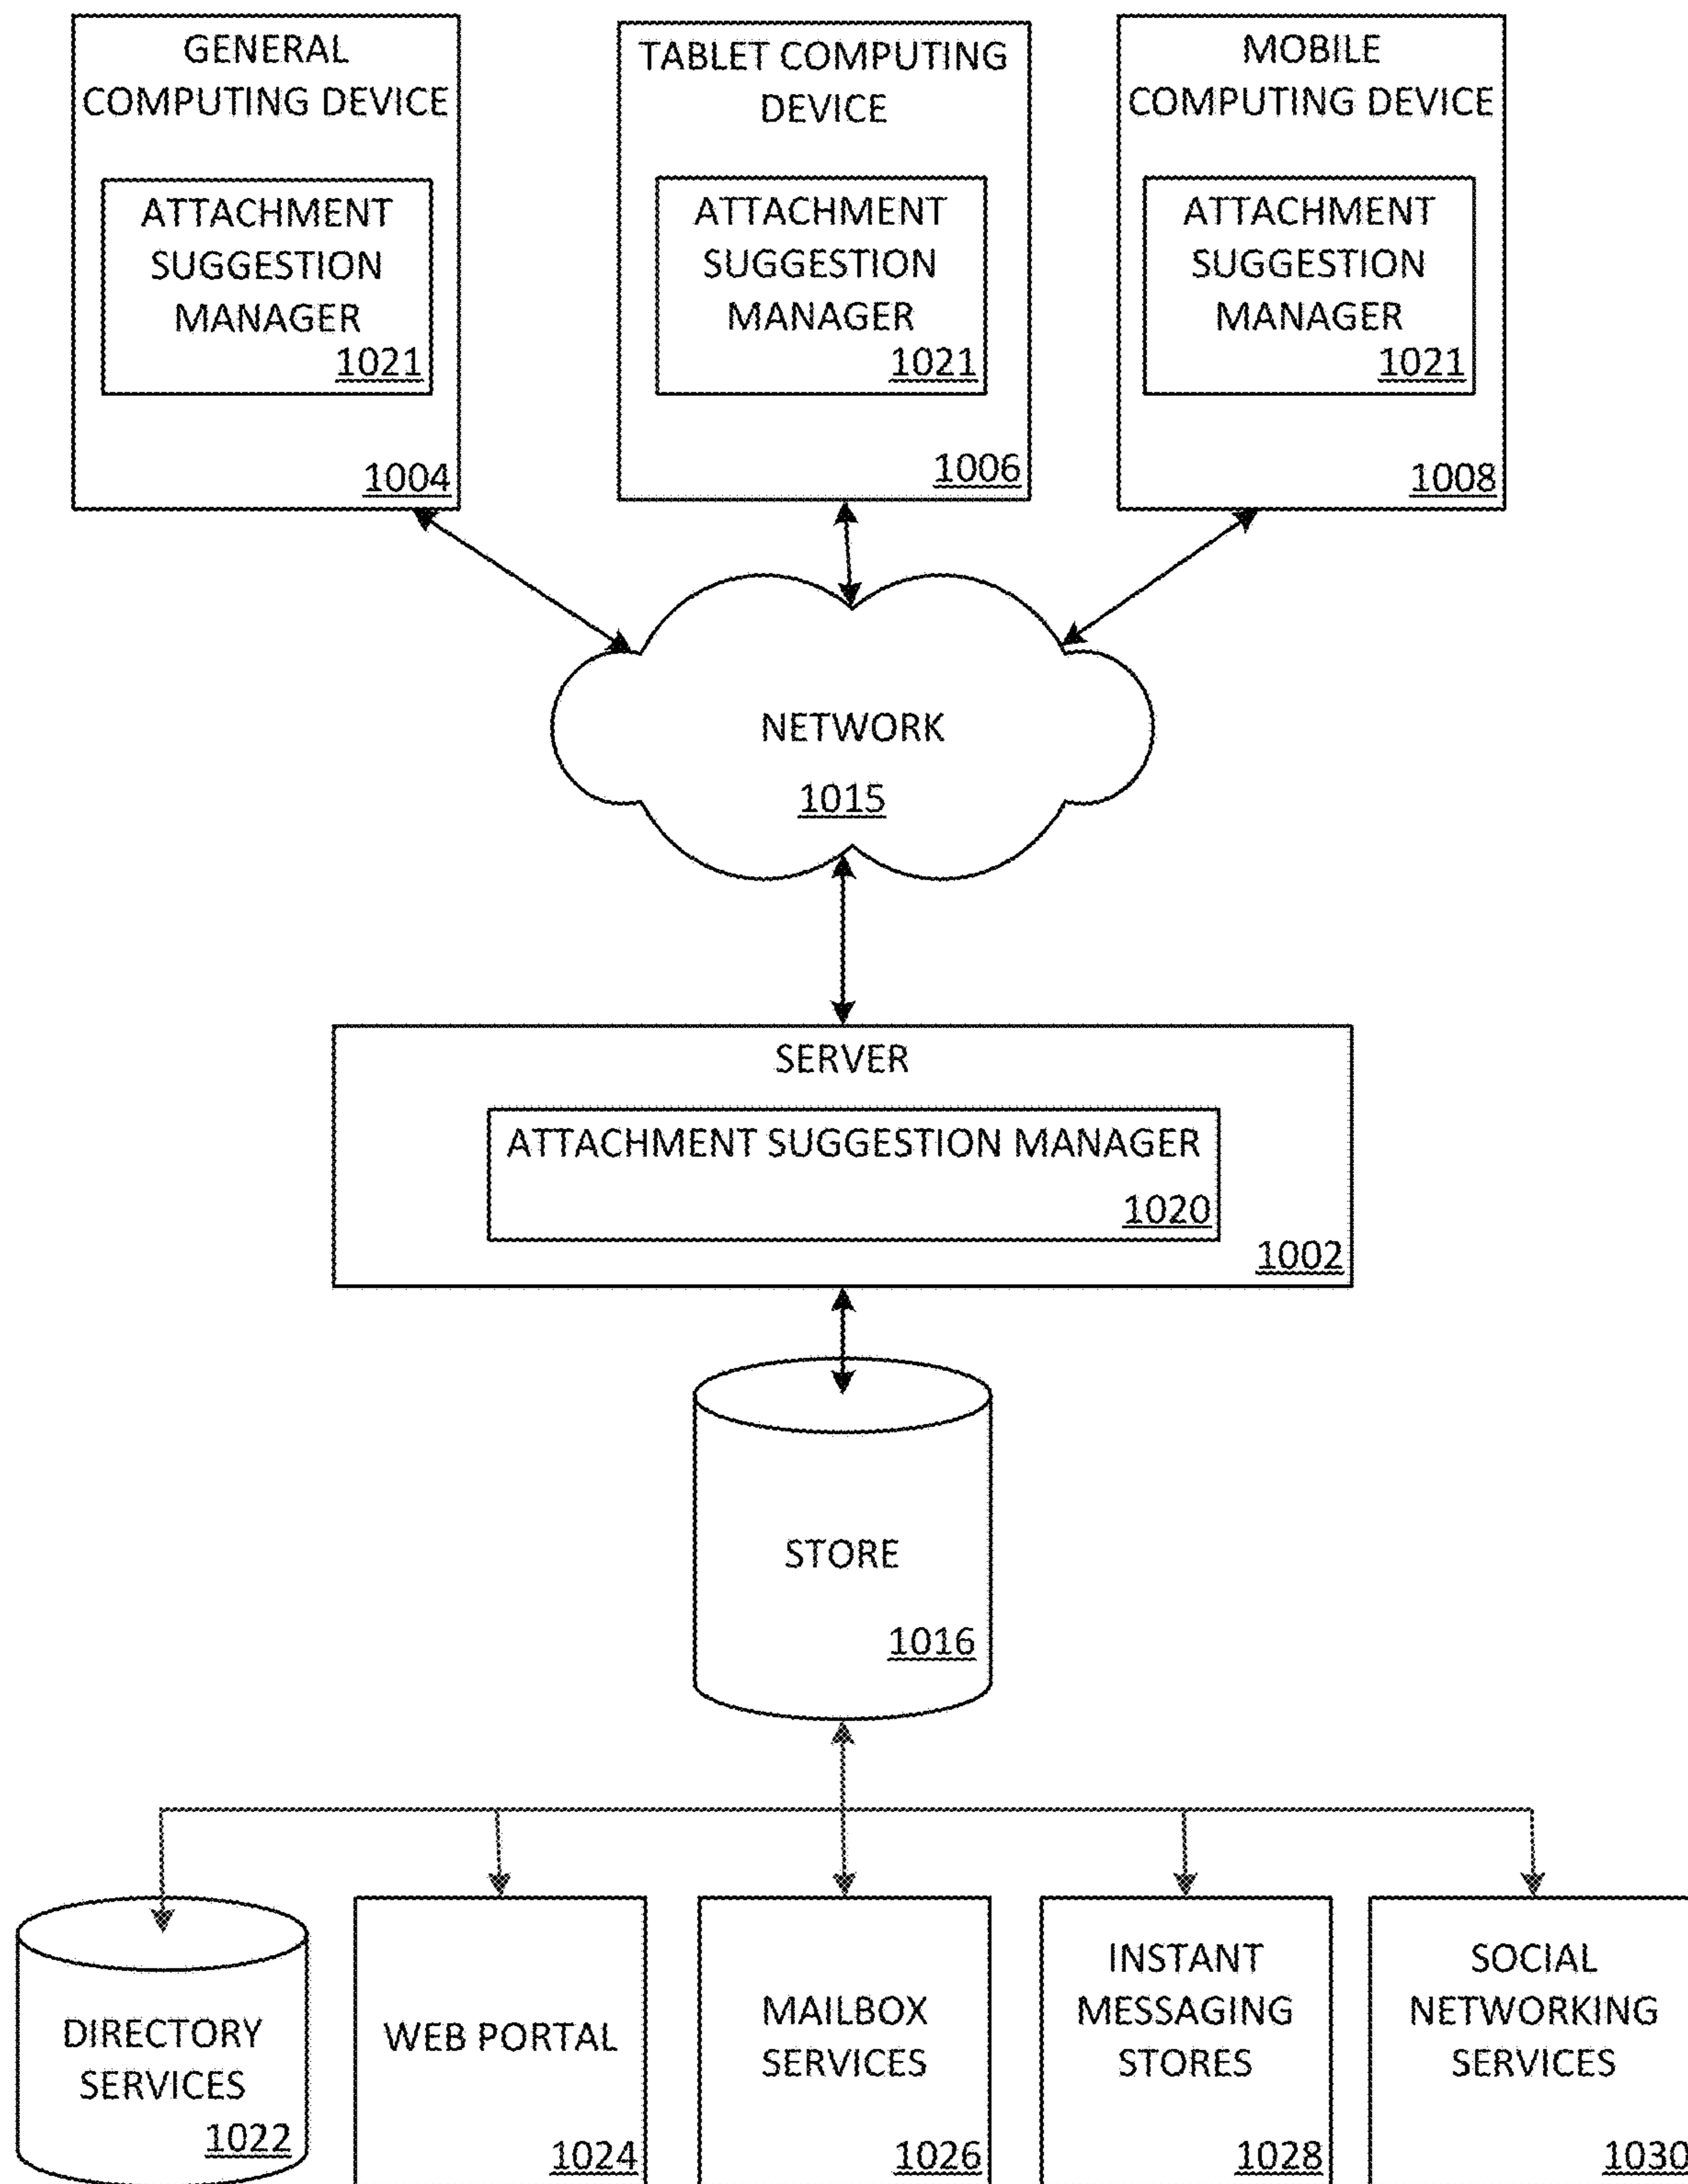 GENERAL
COMPUTING DEVICE
ATTACHMENT
SUGGESTION
MANAGER
1021
1004
TABLET COMPUTING
DEVICE
ATTACHMENT
SUGGESTION
MANAGER
1021
1006
MOBILE
COMPUTING DEVICE
ATTACHMENT
SUGGESTION
MANAGER
1021
1008
NETWORK
1015
SERVER
ATTACHMENT SUGGESTION MANAGER
1020
1002
STORE
1016
DIRECTORY
SERVICES
1022
WEB PORTAL
1024
MAILBOX
SERVICES
1026
INSTANT
MESSAGING
STORES
1028
SOCIAL
NETWORKING
SERVICES
1030